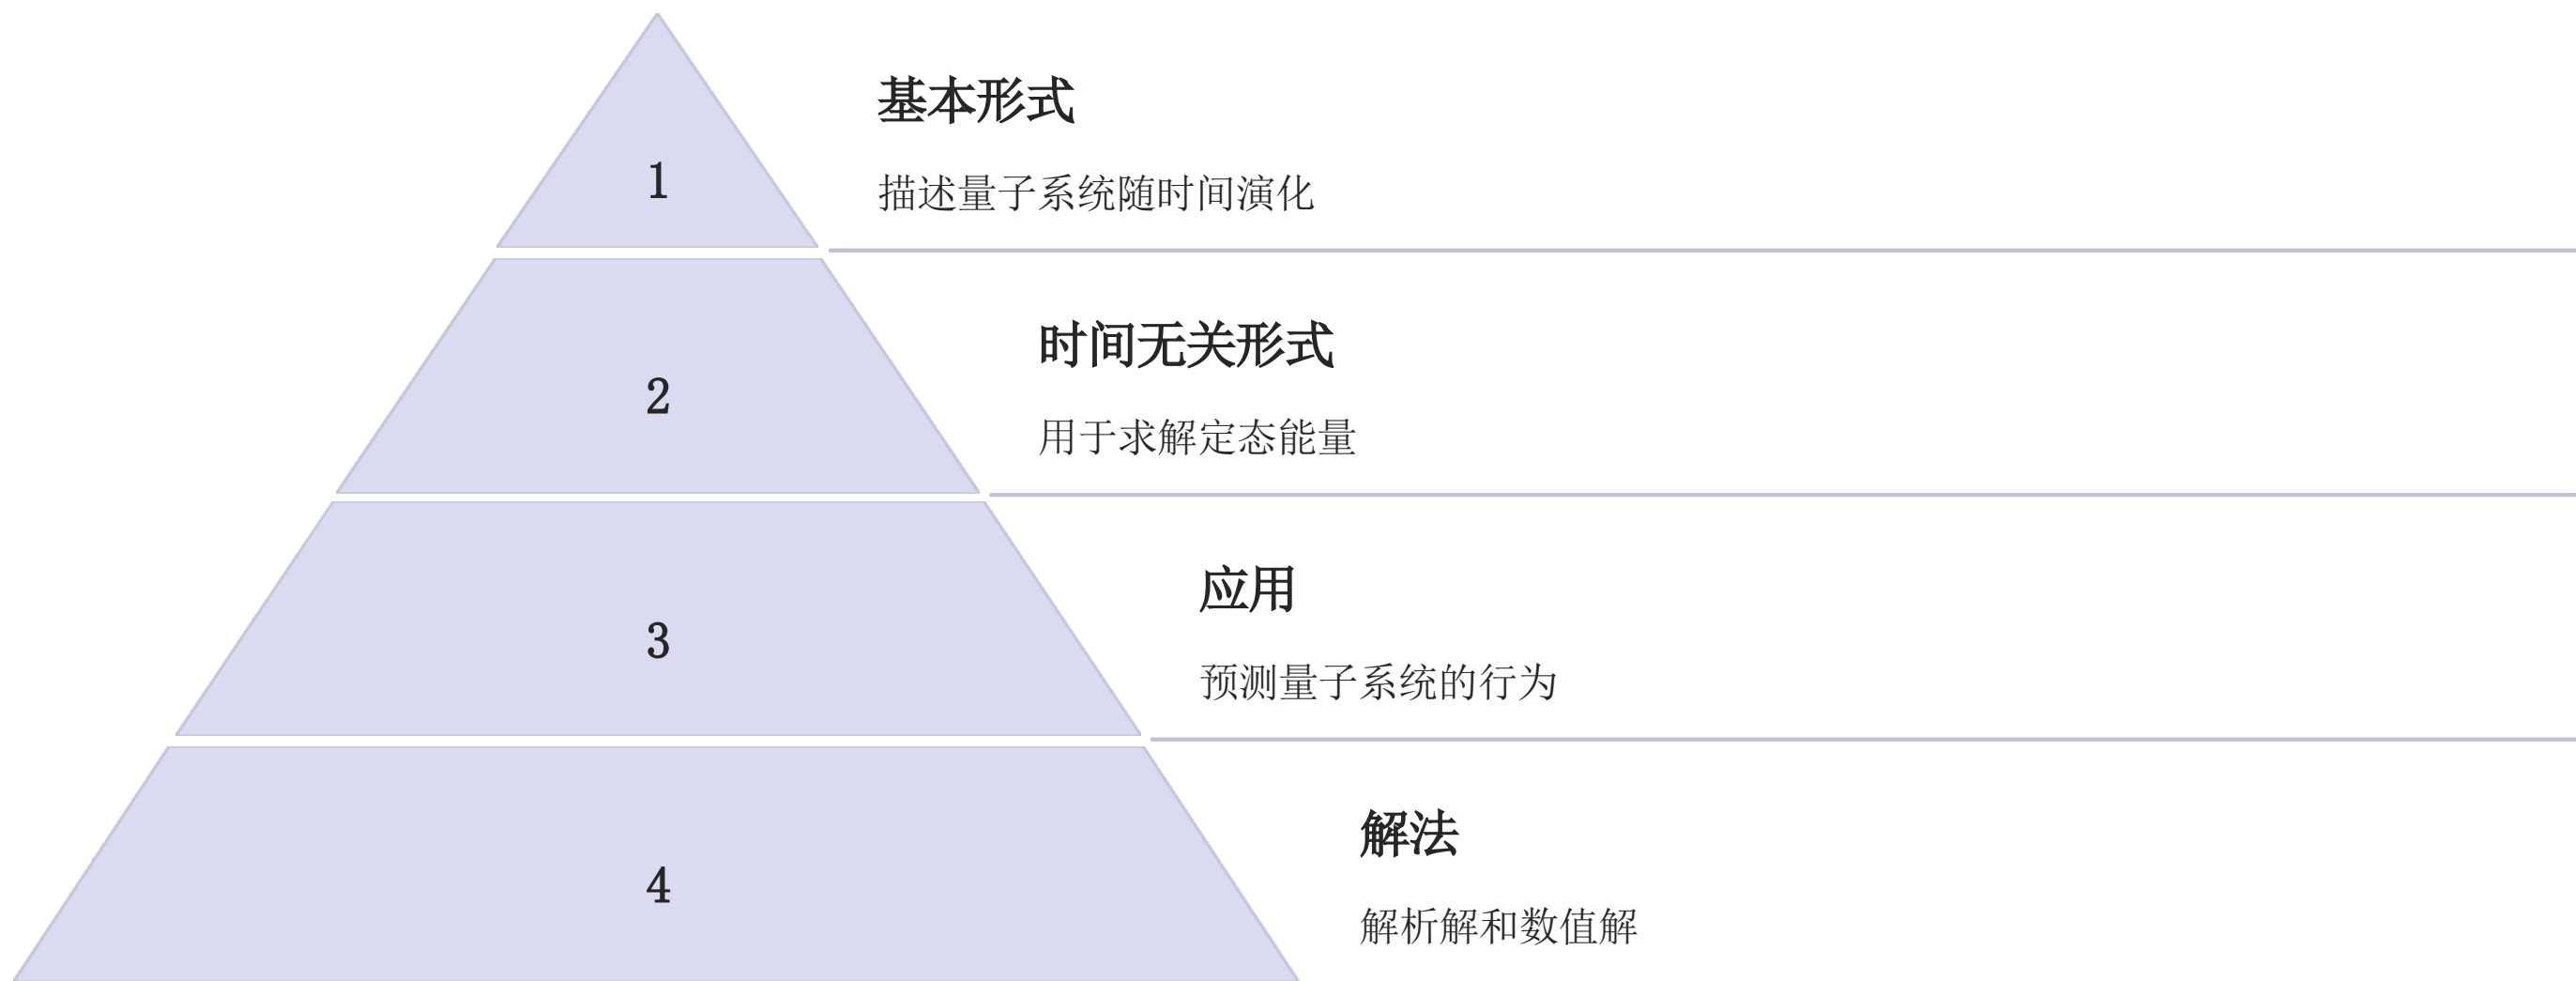 1
基本形式
描述量子系统随时间演化
2
时间无关形式
用于求解定态能量
3
应用
预测量子系统的行为
4
解法
解析解和数值解